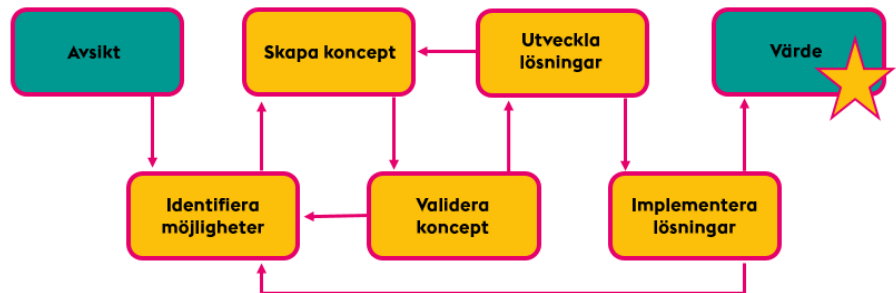 Avsikt
Skapa koncept
Utveckla
lösningar
Värde
Identifiera
möjligheter
Validera
koncept
Implementera
lösningar